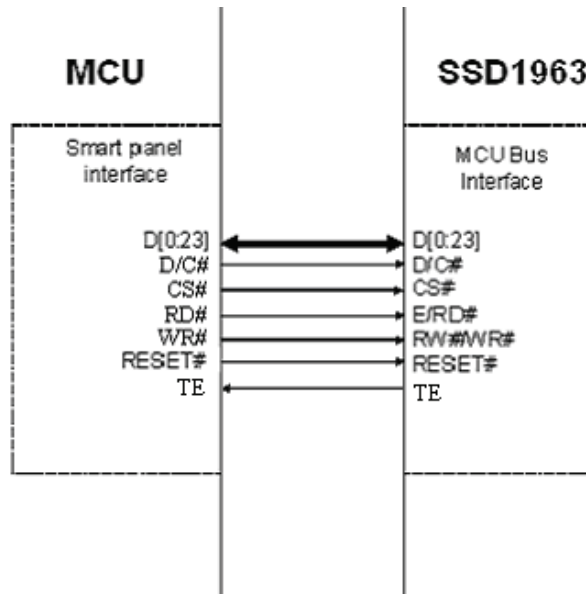 MCU
SSD1963
Smart panel
interface
MCU Bus
Interface
D[0:23]
D[0:23]
D/C#
D/C#
CS#
CS#
RD#
E/RD#
WR#
RW#/WR#
RESET#
RESET#
TE
TE